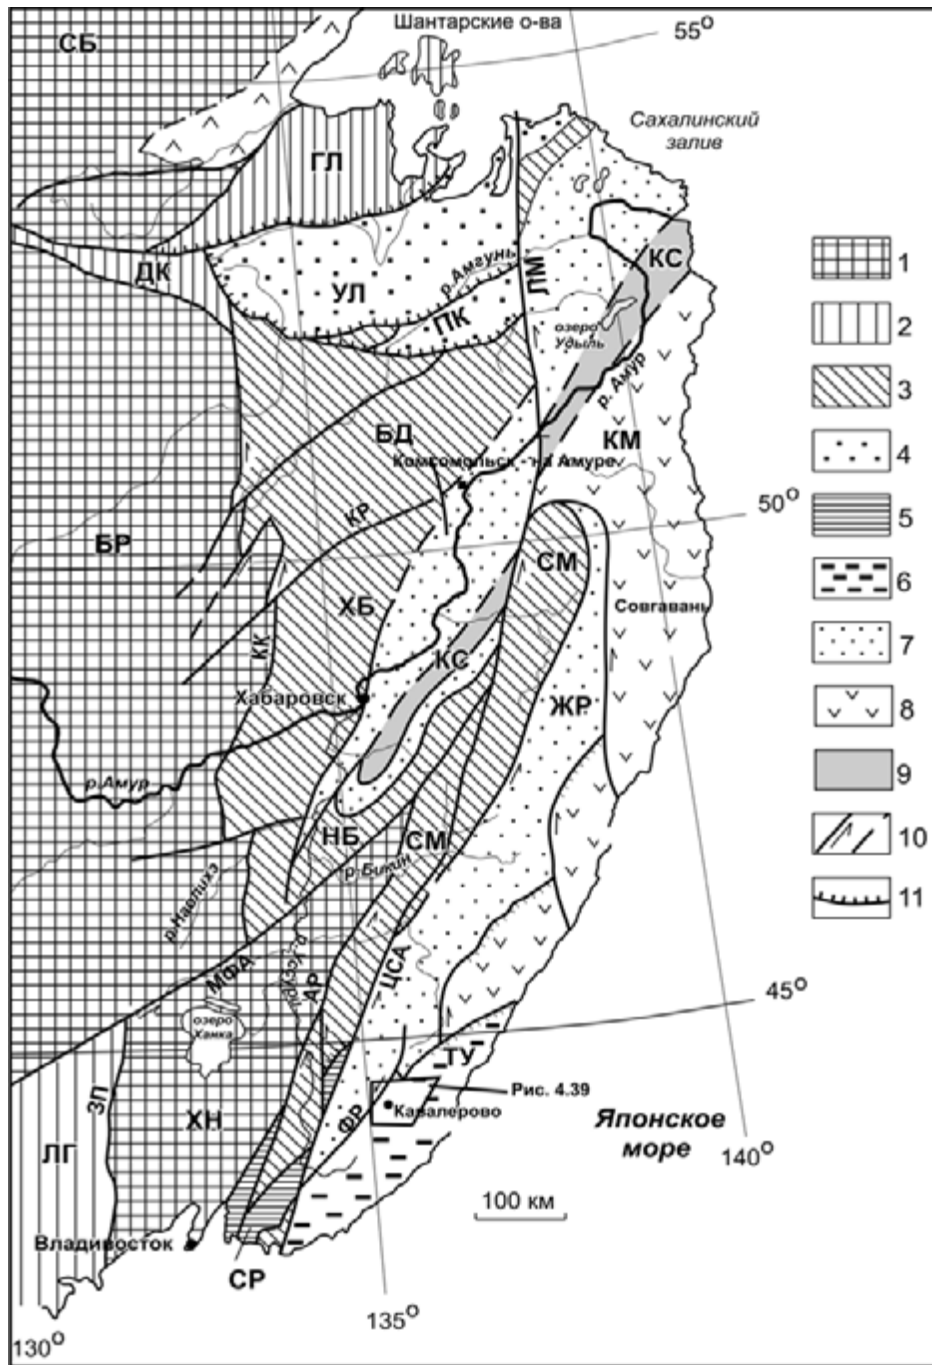 Шантарские о-ва
55°
СБ
Сахалинский
залив
ГЛ
ДК
УЛ
р.Амгунь
ЛМ
КС
ПК
озеро
Удыль
р. Амур
БД
КМ
Комсомольск - на Амуре
50°
КР
БР
СМ
Совгавань
ХБ
КК
КС
Хабаровск
ЖР
р.Амур
НБ
СМ
р.Бикин
МФА
АР
ЦСА
45°
озеро
Ханка
ТУ
ЗП
Рис. 4.39
ХН
ФР
Кавалерово
ЛГ
Японское
море
140°
100 км
Владивосток
СР
135°
130°
1
2
3
4
5
6
7
8
9
10
11